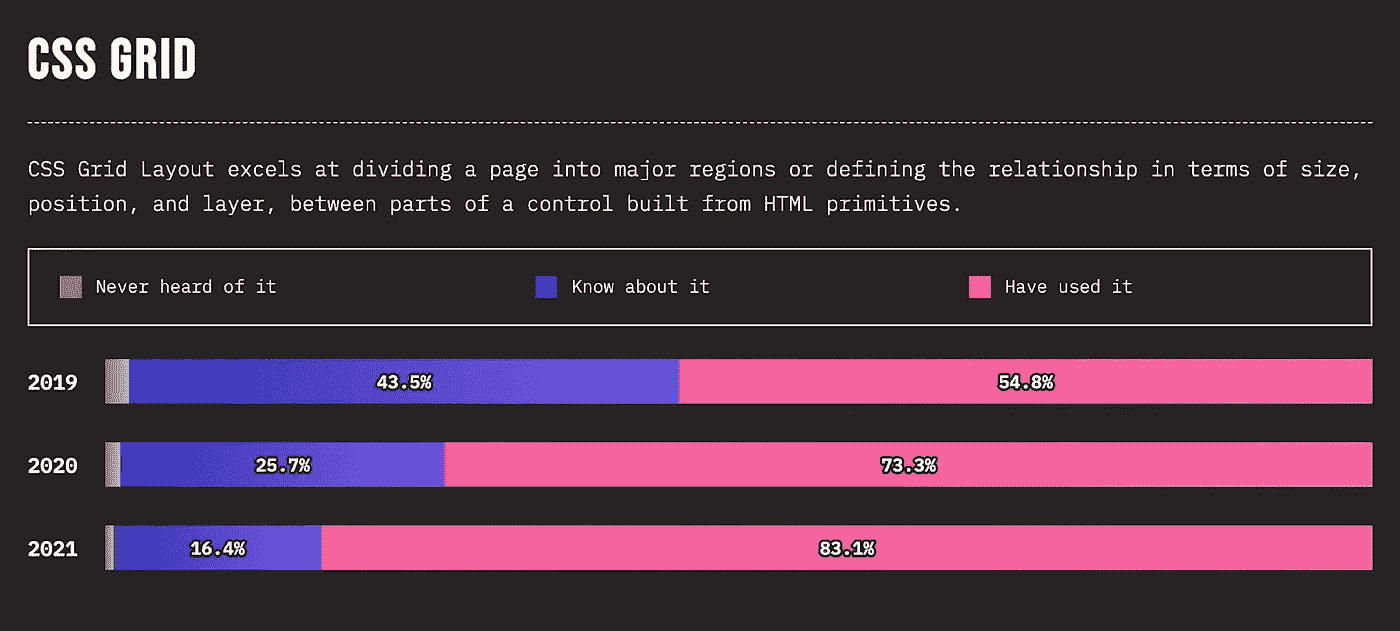 CSS GRID
CSS Grid Layout excels at dividing a page into major regions or defining the relationship in terms of size,
position, and layer, between parts of a control built from HTML primitives.
Never heard of it Know about it Have used it
2019 43.5% 54.8%
2020 25.7% 73.3%
2021 16.4% 83.1%